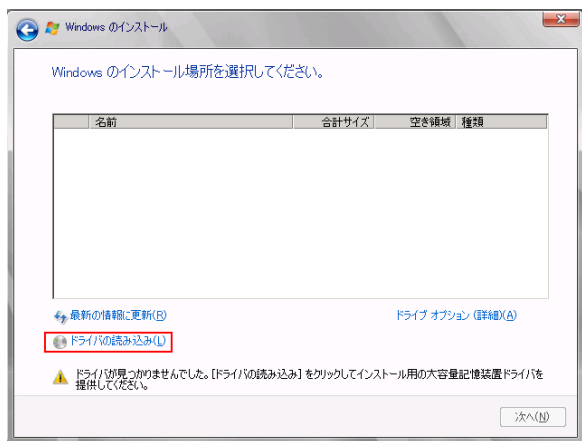 Windows のインストール
Windows のインストール場所を選択してください。
名前 合計サイズ 空き領域 種類
最新の情報に更新(R) ドライブ オプション (詳細)(A)
ドライバの読み込み(L)
ドライバが見つかりませんでした。[ドライバの読み込み] をクリックしてインストール用の大容量記憶装置ドライバを
提供してください。
次へ(N)